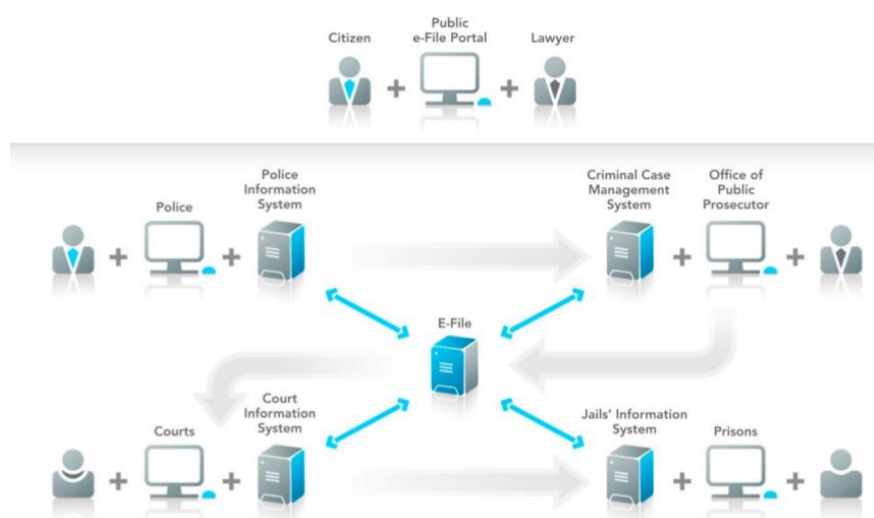 Citizen
Public
e-File Portal
Lawyer
Police
Police
Information
System
Criminal Case
Management
System
Office of
Public
Prosecutor
E-File
Courts
Court
Information
System
Jails' Information
System
Prisons